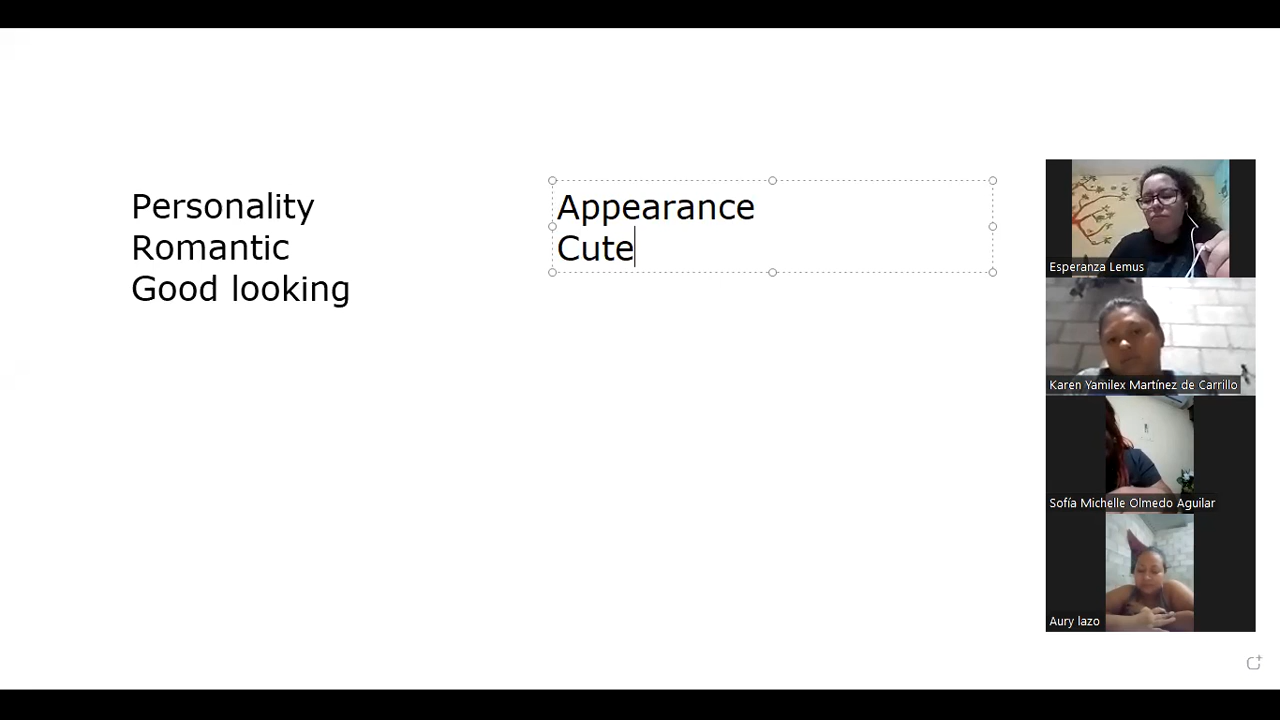 Personality
Romantic
Good looking
Appearance
Cute
Esperanza Lemus
Karen Yamilex Martínez de Carrillo
Sofía Michelle Olmedo Aguilar
Aury lazo